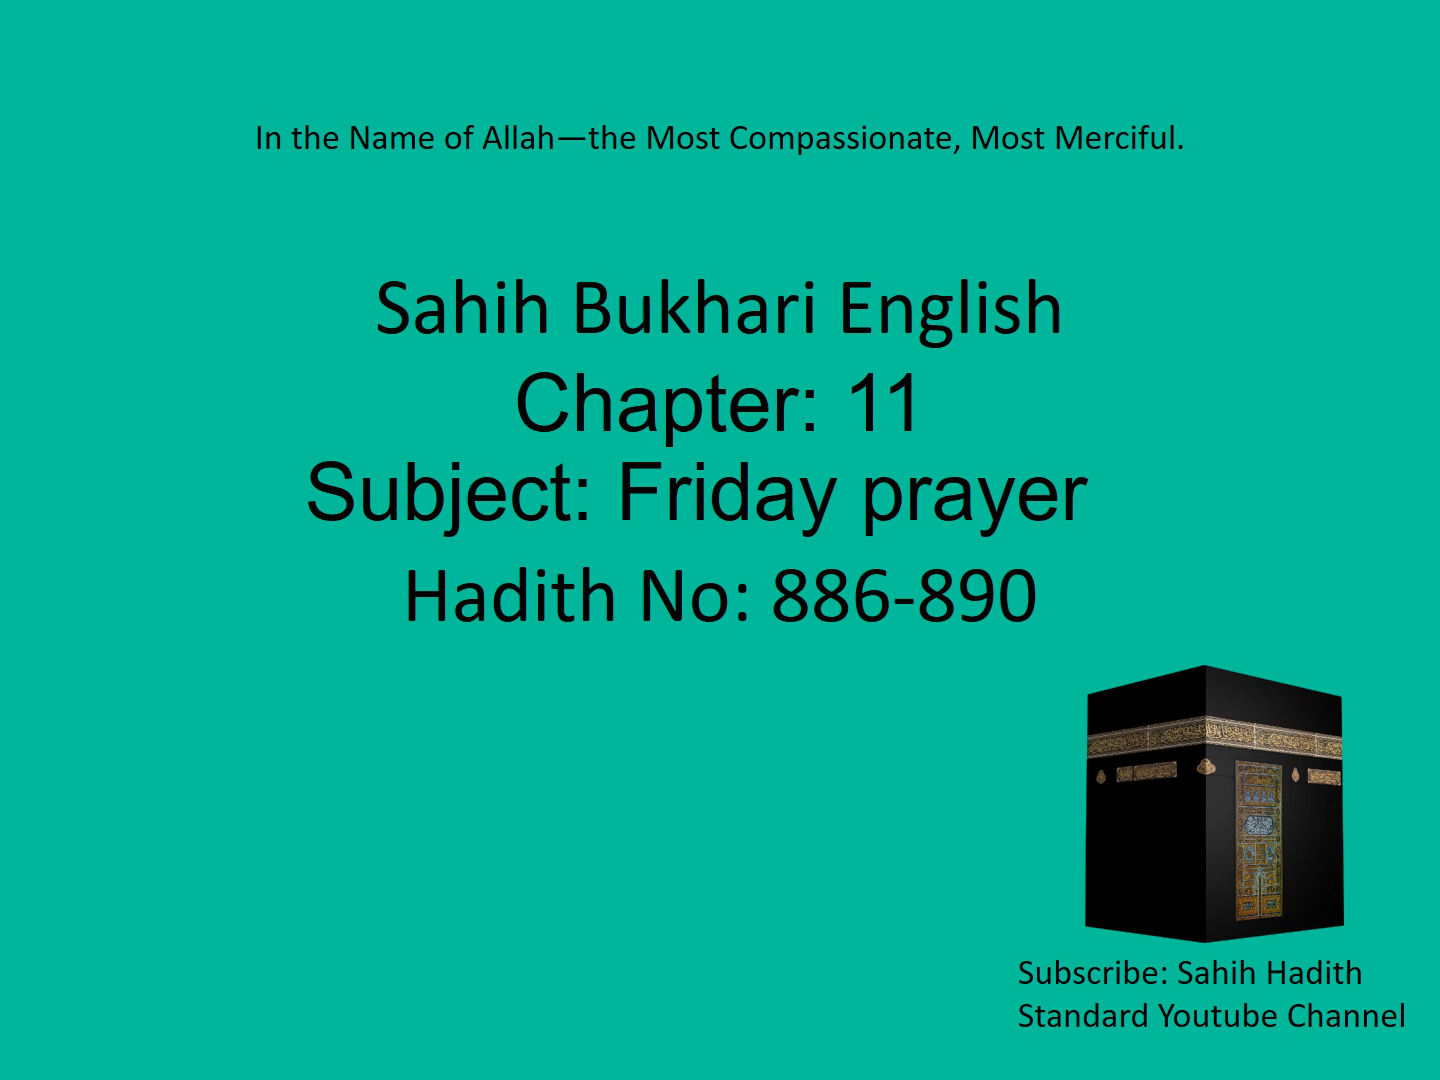 In the Name of Allah—the Most Compassionate, Most Merciful.
Sahih Bukhari English
Chapter: 11
Subject: Friday prayer
Hadith No: 886-890
Subscribe: Sahih Hadith
Standard Youtube Channel